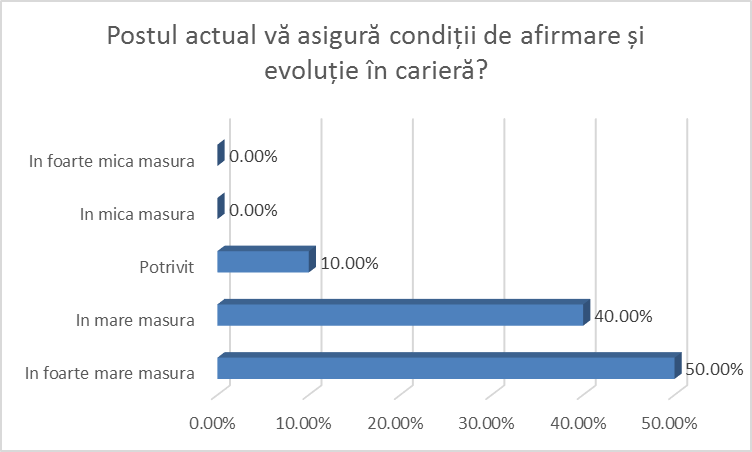 Postul actual vă asigură condiții de afirmare și
evoluție în carieră?
In foarte mica masura
0.00%
In mica masura
0.00%
Potrivit
10.00%
In mare masura
40.00%
In foarte mare masura
50.00%
0.00% 10.00% 20.00% 30.00% 40.00% 50.00%